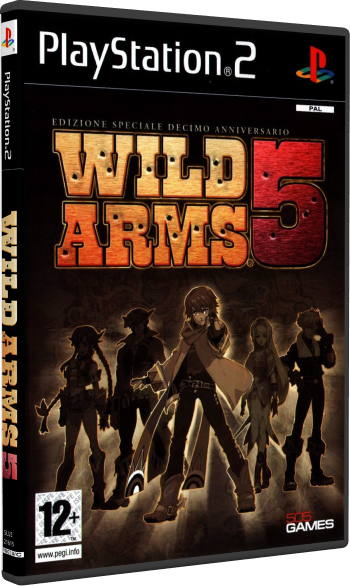 PlayStation®2
PAL
EDIZIONE SPECIALE DECIMO ANNIVERSARIO
WILD
ARMS® 5
12+
www.pegi.info
505
GAMES
PlayStation®2
WILD ARMS 5